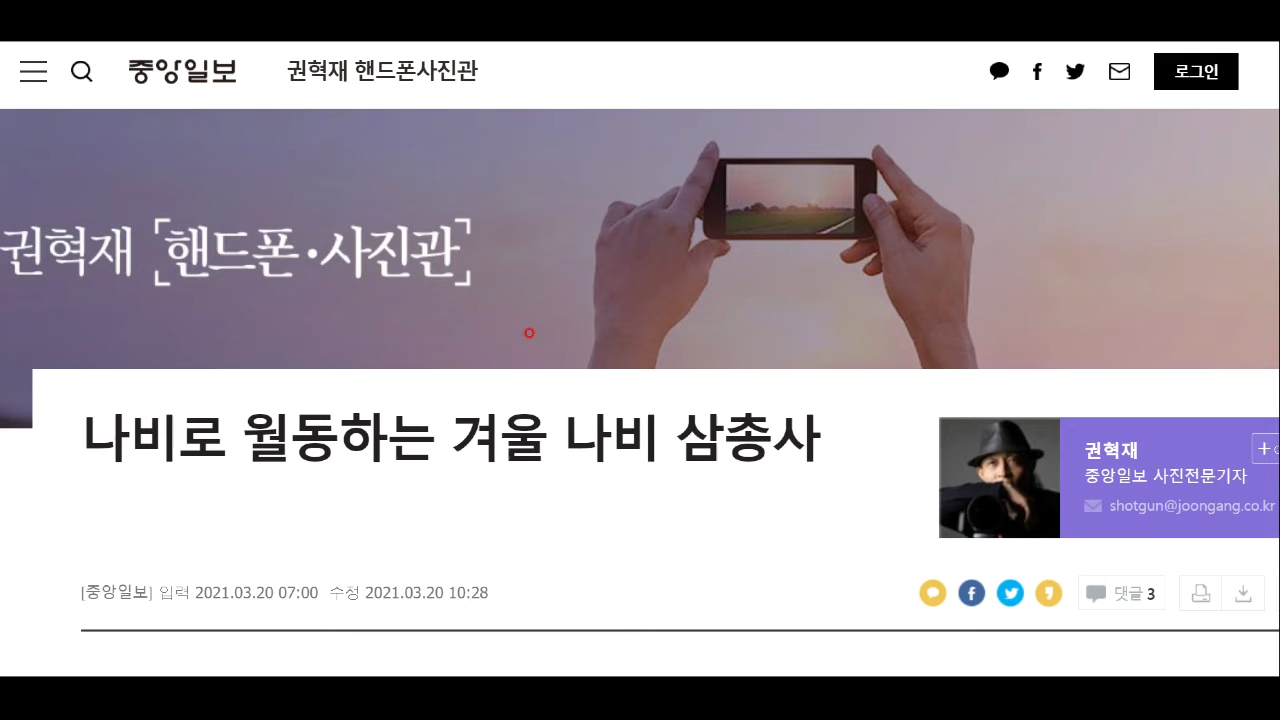 중앙일보 권혁재 핸드폰사진관 로그인
권혁재 [핸드폰·사진관]
나비로 월동하는 겨울 나비 삼총사
권혁재
중앙일보 사진전문기자
shotgun@joongang.co.kr
[중앙일보] 입력 2021.03.20 07:00 수정 2021.03.20 10:28
댓글 3